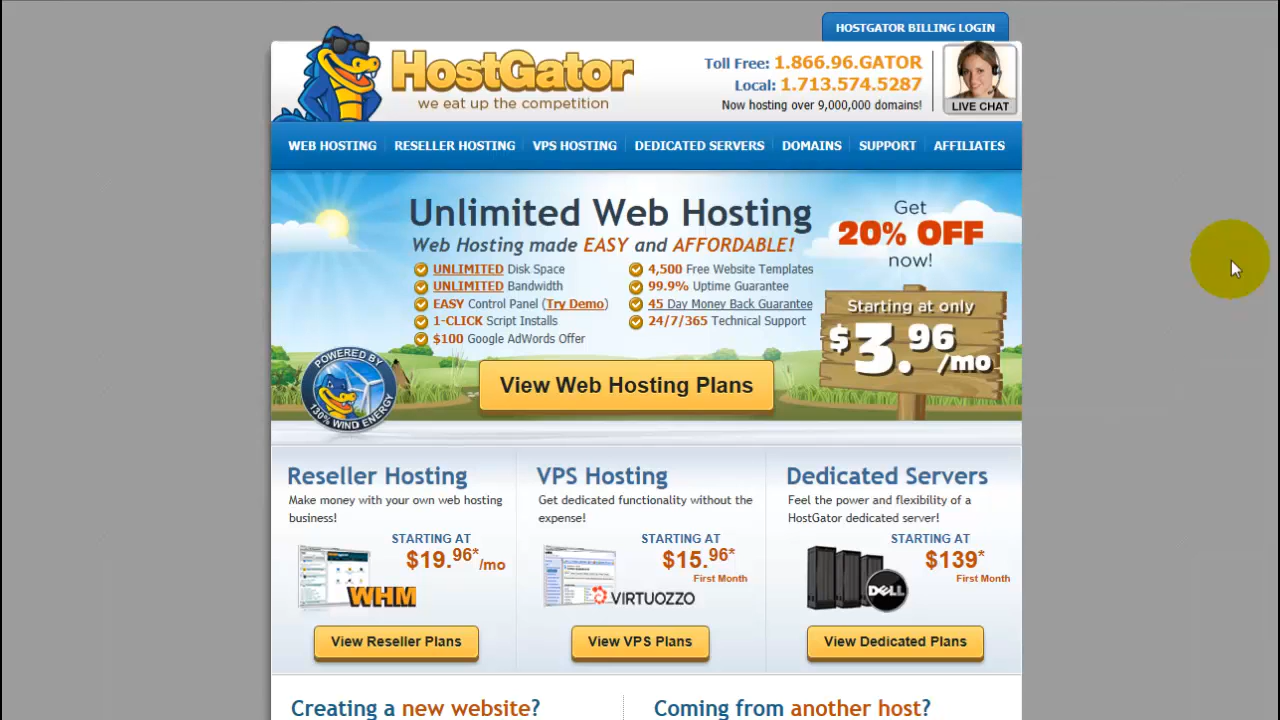 HOSTGATOR BILLING LOGIN
HostGator
we eat up the competition
Toll Free: 1.866.96.GATOR
Local: 1.713.574.5287
Now hosting over 9,000,000 domains!
LIVE CHAT
WEB HOSTING RESELLER HOSTING VPS HOSTING DEDICATED SERVERS DOMAINS SUPPORT AFFILIATES
Unlimited Web Hosting
Web Hosting made EASY and AFFORDABLE!
UNLIMITED Disk Space
UNLIMITED Bandwidth
EASY Control Panel (Try Demo)
1-CLICK Script Installs
$100 Google AdWords Offer
4,500 Free Website Templates
99.9% Uptime Guarantee
45 Day Money Back Guarantee
24/7/365 Technical Support
Get
20% OFF
now!
Starting at only
$3.96/mo
POWERED BY
130% WIND ENERGY
View Web Hosting Plans
Reseller Hosting
Make money with your own web hosting
business!
STARTING AT
$19.96*/mo
WHM
View Reseller Plans
VPS Hosting
Get dedicated functionality without the
expense!
STARTING AT
$15.96*
First Month
VIRTUOZZO
View VPS Plans
Dedicated Servers
Feel the power and flexibility of a
HostGator dedicated server!
STARTING AT
$139*
First Month
DELL
View Dedicated Plans
Creating a new website?
Coming from another host?